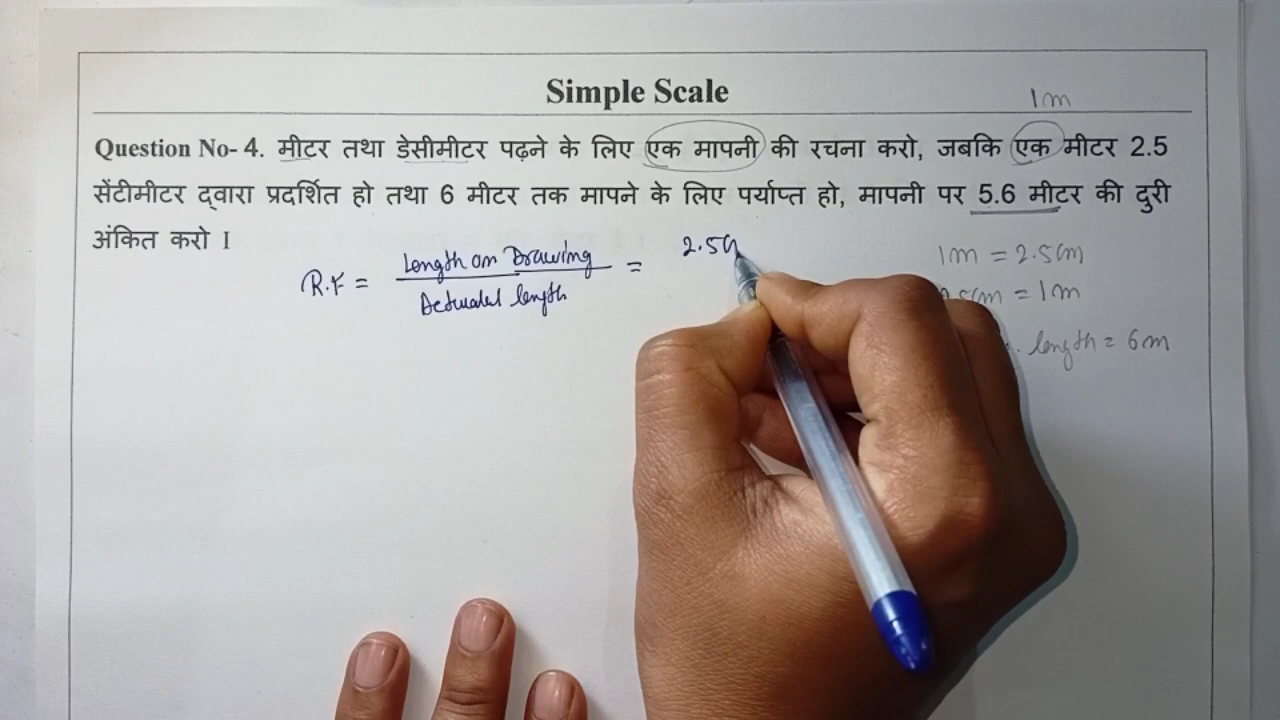 Simple Scale
1m
Question No- 4. मीटर तथा डेसीमीटर पढ़ने के लिए एक मापनी की रचना करो, जबकि एक मीटर 2.5
सेंटीमीटर द्वारा प्रदर्शित हो तथा 6 मीटर तक मापने के लिए पर्याप्त हो, मापनी पर 5.6 मीटर की दुरी
अंकित करो I
R.F = Length on Drawing =
2.5
1m = 2.5cm
length
= 1m
length = 6m